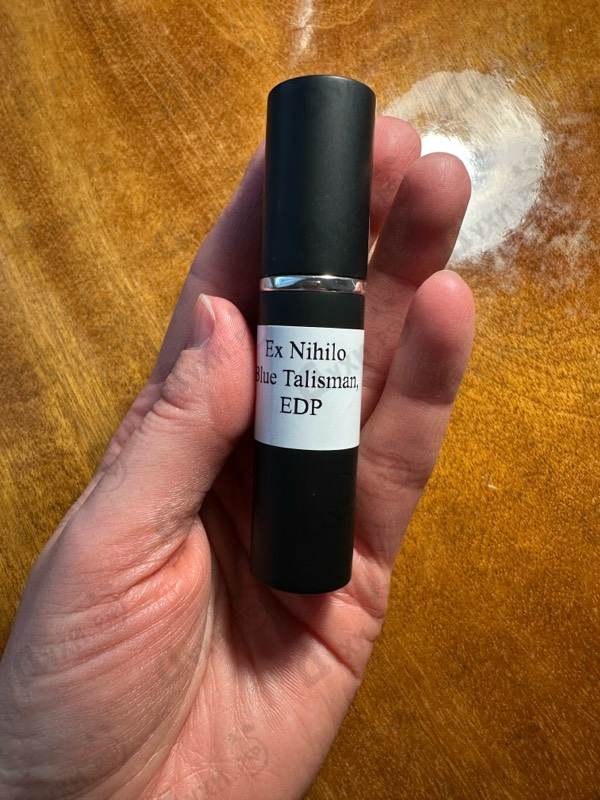 Ex Nihilo
Blue Talisman,
EDP